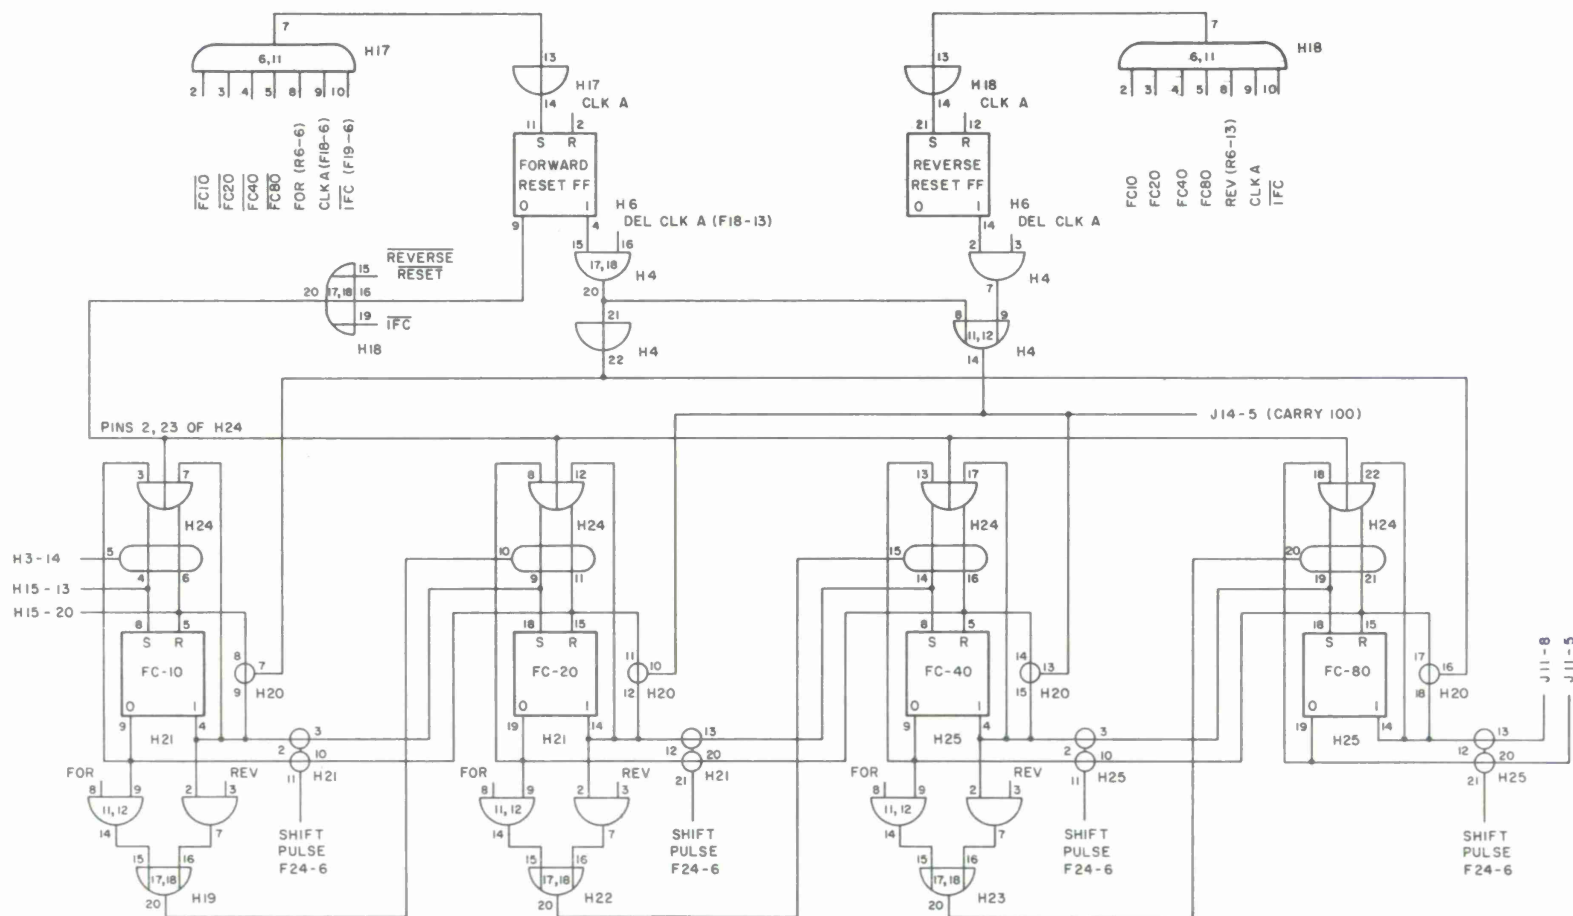 7
H17
6,11
2 3 4 5 8 9 10
F̅C̅1̅0̅
F̅C̅2̅0̅
F̅C̅4̅0̅
F̅C̅8̅0̅
FOR (R6-6)
CLKA (F18-6)
I̅F̅C̅ (F19-6)
13
H17
14 CLK A
11 2
S R
FORWARD
RESET FF
0 1
9 4
H6
DEL CLK A (F18-13)
15 16
17,18
H4
20
21
H4
22
13
H18
14 CLK A
21 12
S R
REVERSE
RESET FF
0 1
14
H6
DEL CLK A
2 3
H4
7
8 9
11,12
H4
14
7
H18
6,11
2 3 4 5 8 9 10
FC10
FC20
FC40
FC80
REV (R6-13)
CLK A
I̅F̅C̅
R̅E̅V̅E̅R̅S̅E̅
R̅E̅S̅E̅T̅
15
20 17,18 16
19 I̅F̅C̅
H18
J14-5 (CARRY 100)
PINS 2, 23 OF H24
3 7
H24
H3-14 5
4 6
H15-13
H15-20
8 5
S R
FC-10
0 1
9 4
H21
8 7
9 H20
3
2 10
11 H21
FOR REV
8 9 2 3
11,12
14 7
15 16
17,18
H19
20
SHIFT
PULSE
F24-6
8 12
H24
10
9 11
18 15
S R
FC-20
0 1
19 14
H21
11 10
12 H20
13
12 20
21 H21
FOR REV
8 9 2 3
11,12
14 7
15 16
17,18
H22
20
SHIFT
PULSE
F24-6
13 17
H24
15
14 16
8 5
S R
FC-40
0 1
9 4
H25
14 13
15 H20
3
2 10
11 H25
FOR REV
8 9 2 3
11,12
14 7
15 16
17,18
H23
20
SHIFT
PULSE
F24-6
18 22
H24
20
19 21
18 15
S R
FC-80
0 1
19 14
H25
17 16
18 H20
13
12 20
21 H25
SHIFT
PULSE
F24-6
J11-8
J11-5